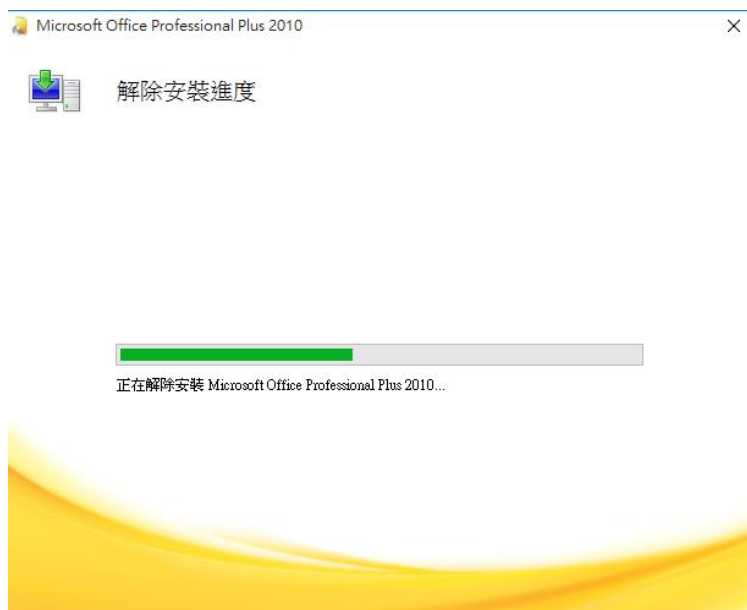 Microsoft Office Professional Plus 2010
解除安裝進度
正在解除安裝 Microsoft Office Professional Plus 2010...